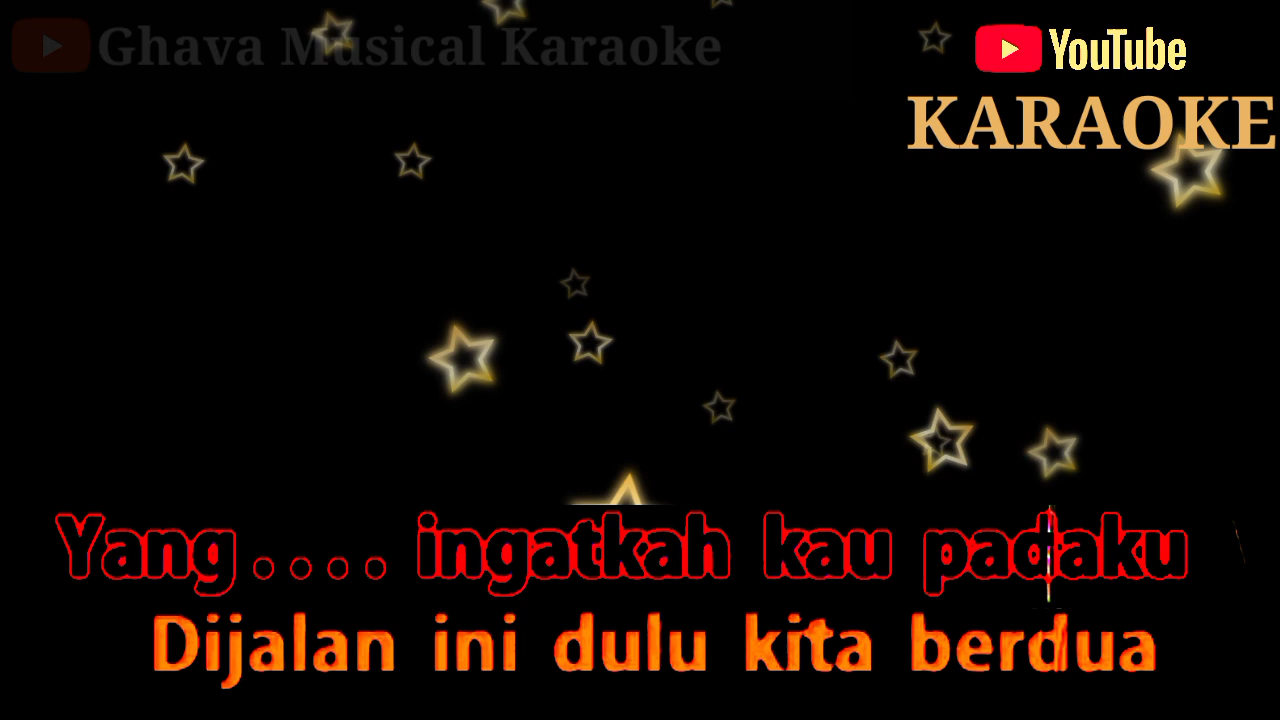 Ghava Musical Karaoke
YouTube
KARAOKE
Yang.... ingatkah kau padaku
Dijalan ini dulu kita berdua